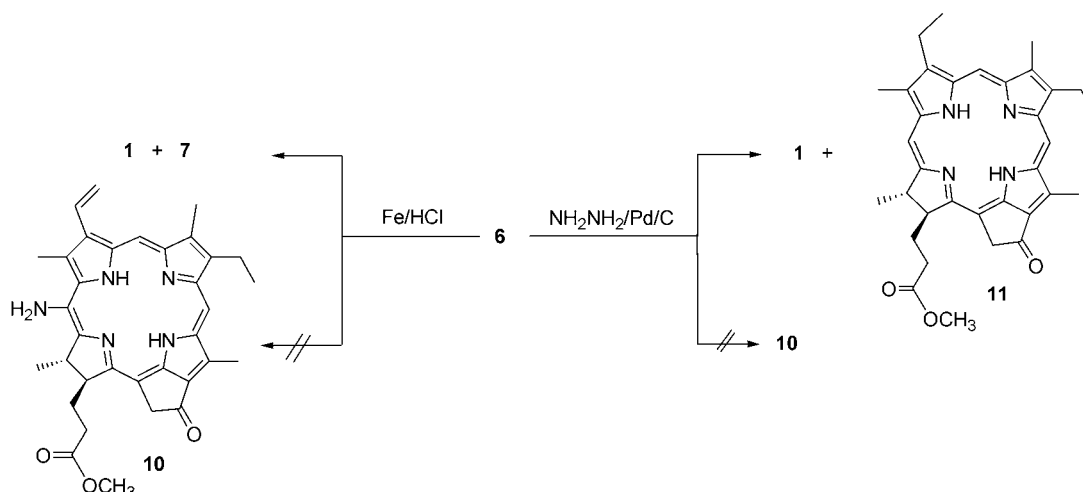 1 + 7
Fe/HCl
6
NH2NH2/Pd/C
1 +
NH
N
N
HN
O
O
OCH3
11
NH
N
H2N
N
HN
O
O
OCH3
10
10